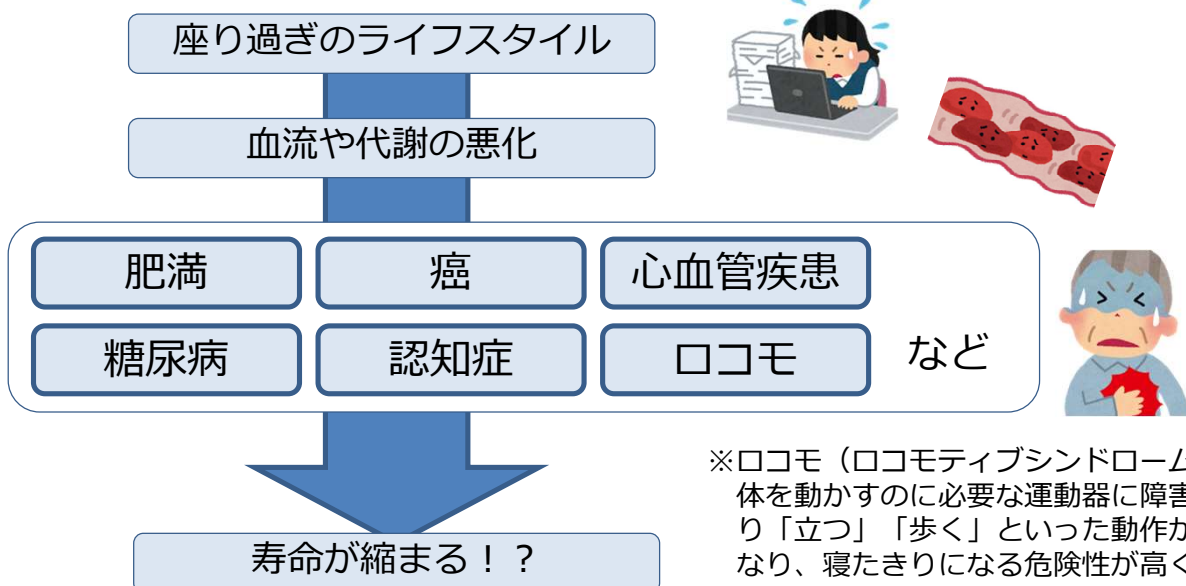 座り過ぎのライフスタイル
血流や代謝の悪化
肥満
癌
心血管疾患
糖尿病
認知症
ロコモ
など
寿命が縮まる！？
※ロコモ（ロコモティブシンドローム
体を動かすのに必要な運動器に障害
り「立つ」「歩く」といった動作が
なり、寝たきりになる危険性が高く